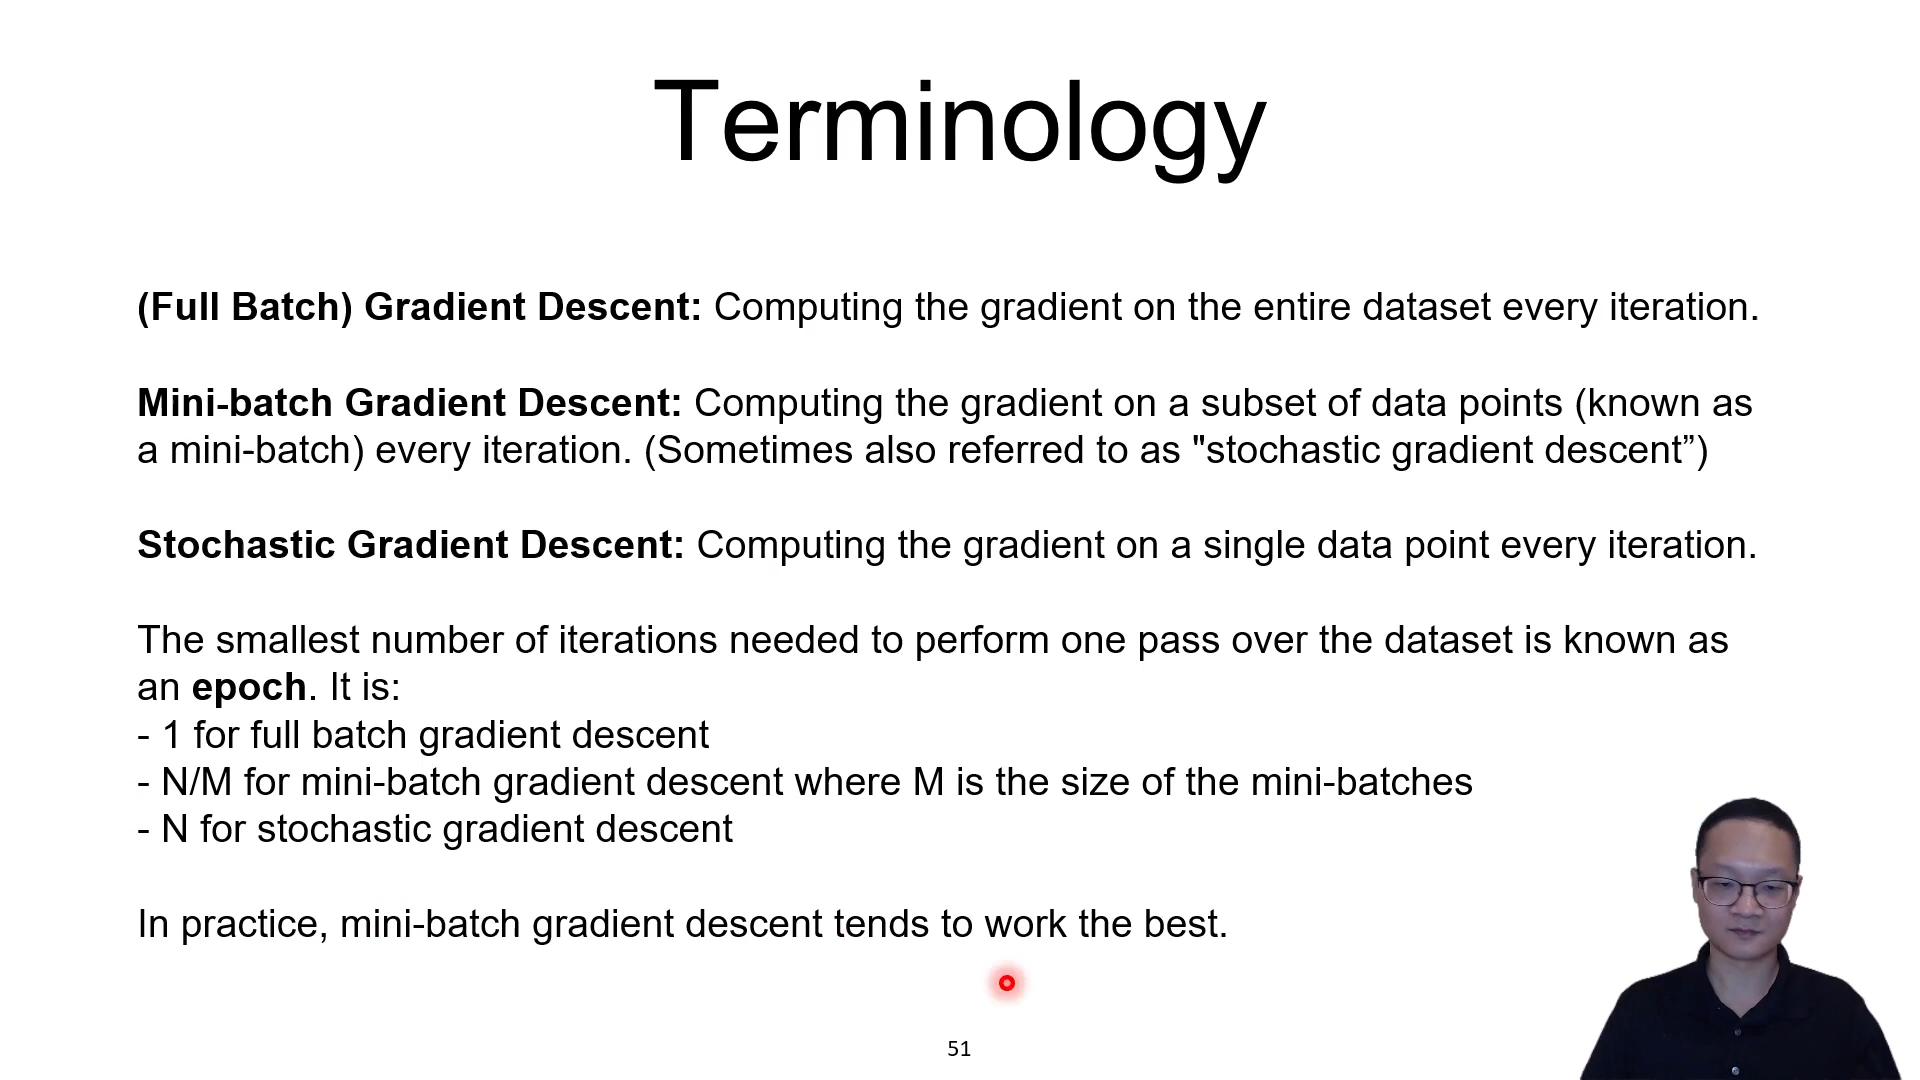 Terminology
(Full Batch) Gradient Descent: Computing the gradient on the entire dataset every iteration.
Mini-batch Gradient Descent: Computing the gradient on a subset of data points (known as
a mini-batch) every iteration. (Sometimes also referred to as "stochastic gradient descent”)
Stochastic Gradient Descent: Computing the gradient on a single data point every iteration.
The smallest number of iterations needed to perform one pass over the dataset is known as
an epoch. It is:
- 1 for full batch gradient descent
- N/M for mini-batch gradient descent where M is the size of the mini-batches
- N for stochastic gradient descent
In practice, mini-batch gradient descent tends to work the best.
51